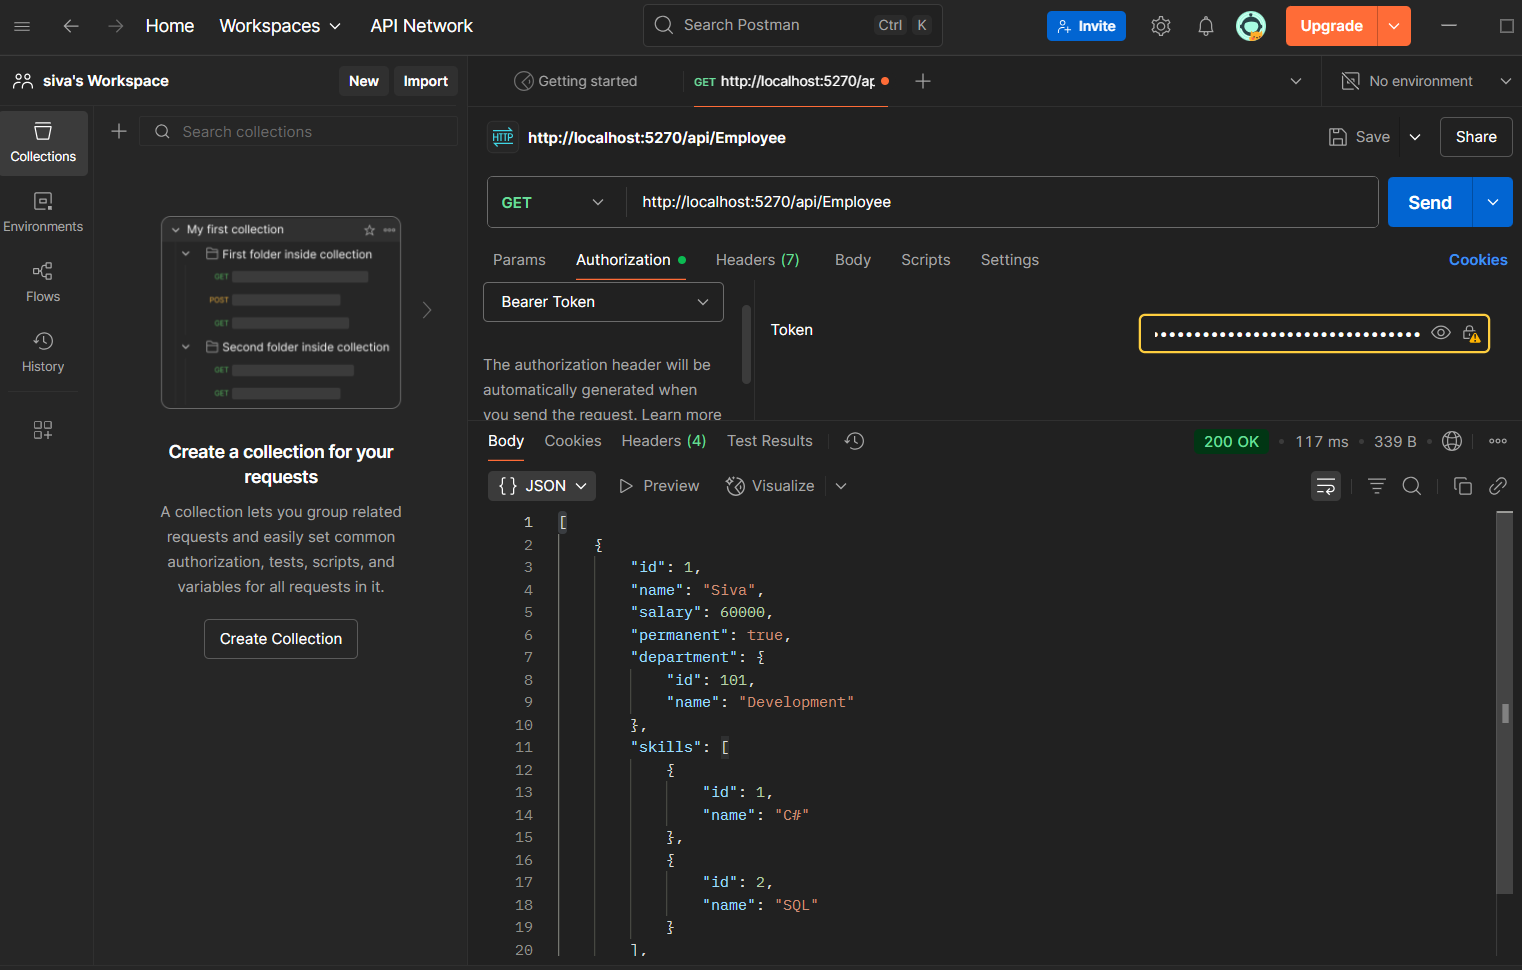 Home
Workspaces
API Network
Search Postman
Ctrl
K
Invite
Upgrade
siva's Workspace
New
Import
Getting started
GET http://localhost:5270/ap
No environment
Collections
Environments
Flows
History
Search collections
My first collection
First folder inside collection
GET
POST
GET
Second folder inside collection
GET
GET
Create a collection for your
requests
A collection lets you group related
requests and easily set common
authorization, tests, scripts, and
variables for all requests in it.
Create Collection
HTTP
http://localhost:5270/api/Employee
Save
Share
GET
http://localhost:5270/api/Employee
Send
Params
Authorization
Headers (7)
Body
Scripts
Settings
Cookies
Bearer Token
The authorization header will be
automatically generated when
you send the request. Learn more
Token
Body
Cookies
Headers (4)
Test Results
200 OK
117 ms
339 B
{} JSON
Preview
Visualize
1 [
2 {
3 "id": 1,
4 "name": "Siva",
5 "salary": 60000,
6 "permanent": true,
7 "department": {
8 "id": 101,
9 "name": "Development"
10 },
11 "skills": [
12 {
13 "id": 1,
14 "name": "C#"
15 },
16 {
17 "id": 2,
18 "name": "SQL"
19 }
20 ],